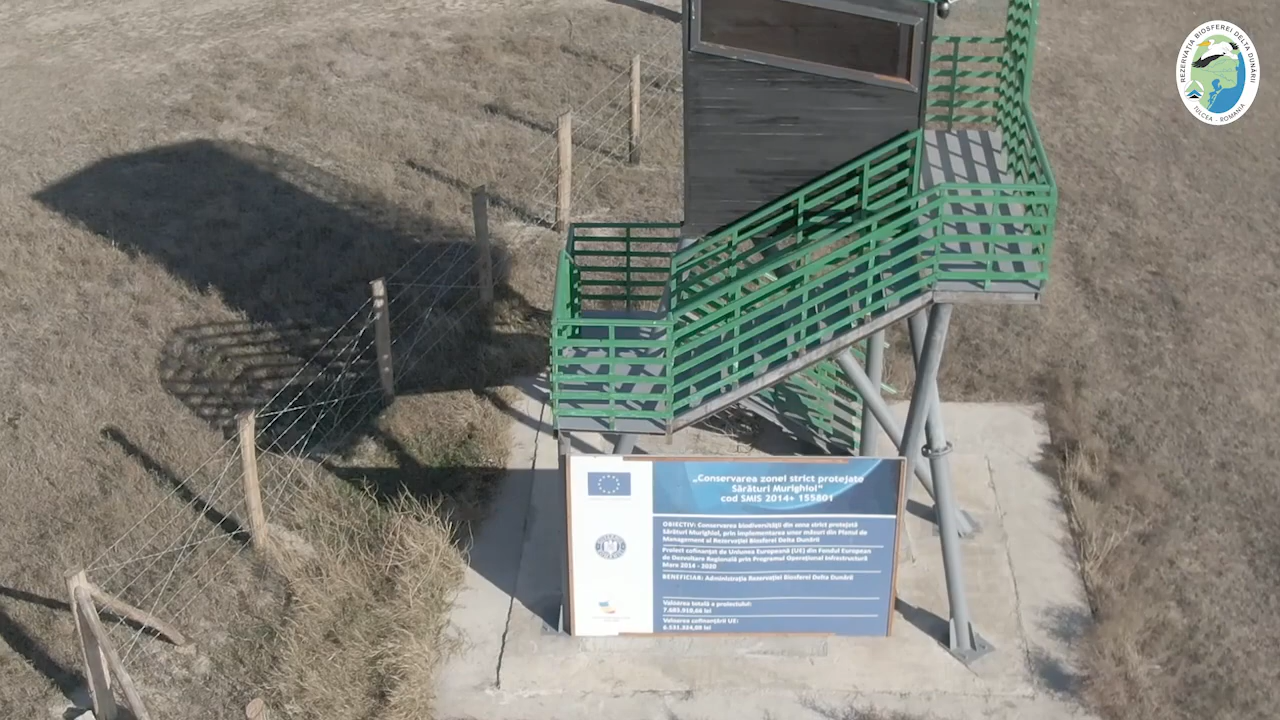 REZERVAȚIA BIOSFEREI DELTA DUNĂRII
TULCEA - ROMANIA
„Conservarea zonei strict protejate
Sărături Murighiol"
cod SMIS 2014+ 155801
OBIECTIV: Conservarea biodiversității din zona strict protejată
Sărături Murighiol, prin implementarea unor măsuri din Planul de
Management al Rezervației Biosferei Delta Dunării
Proiect cofinanțat de Uniunea Europeană (UE) din Fondul European
de Dezvoltare Regională prin Programul Operațional Infrastructură
Mare 2014 - 2020
BENEFICIAR: Administrația Rezervației Biosferei Delta Dunării
Valoarea totală a proiectului:
lei
Valoarea cofinanțării UE:
lei